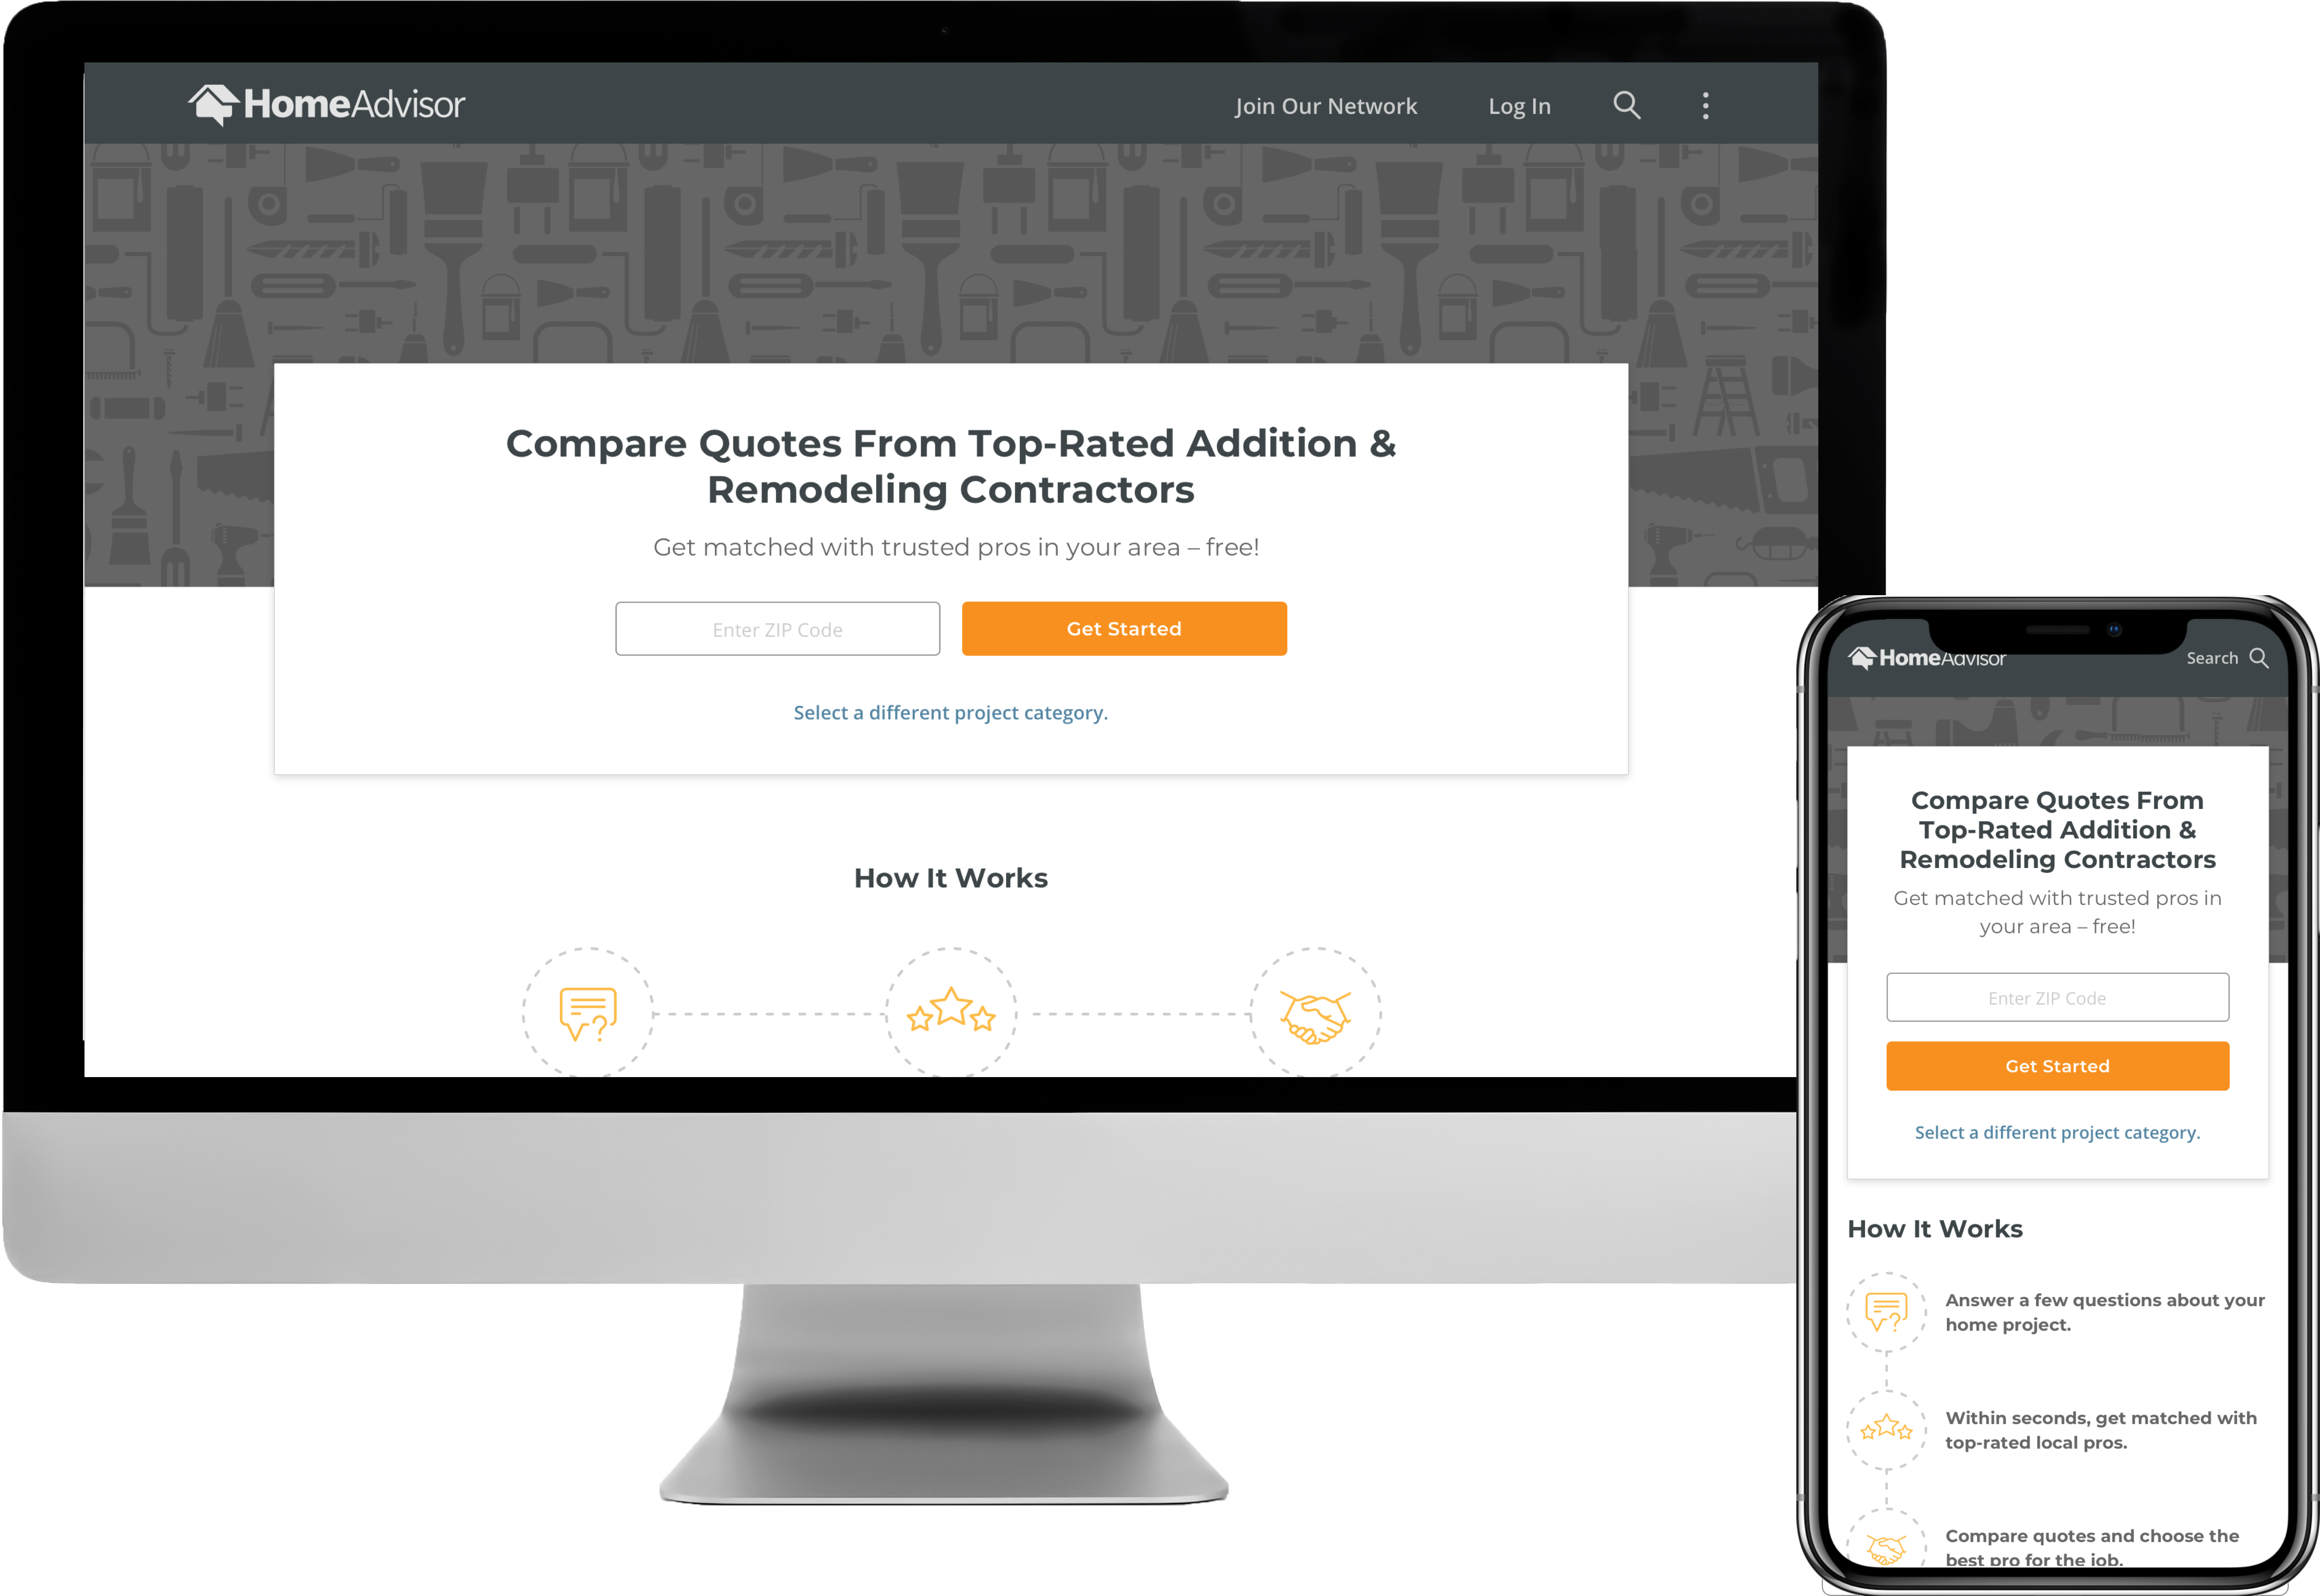 HomeAdvisor
Join Our Network
Log In
Compare Quotes From Top-Rated Addition &
Remodeling Contractors
Get matched with trusted pros in your area – free!
Enter ZIP Code
Get Started
Select a different project category.
How It Works
HomeAdvisor
Search
Compare Quotes From
Top-Rated Addition &
Remodeling Contractors
Get matched with trusted pros in
your area – free!
Enter ZIP Code
Get Started
Select a different project category.
How It Works
Answer a few questions about your
home project.
Within seconds, get matched with
top-rated local pros.
Compare quotes and choose the
best pro for the job.